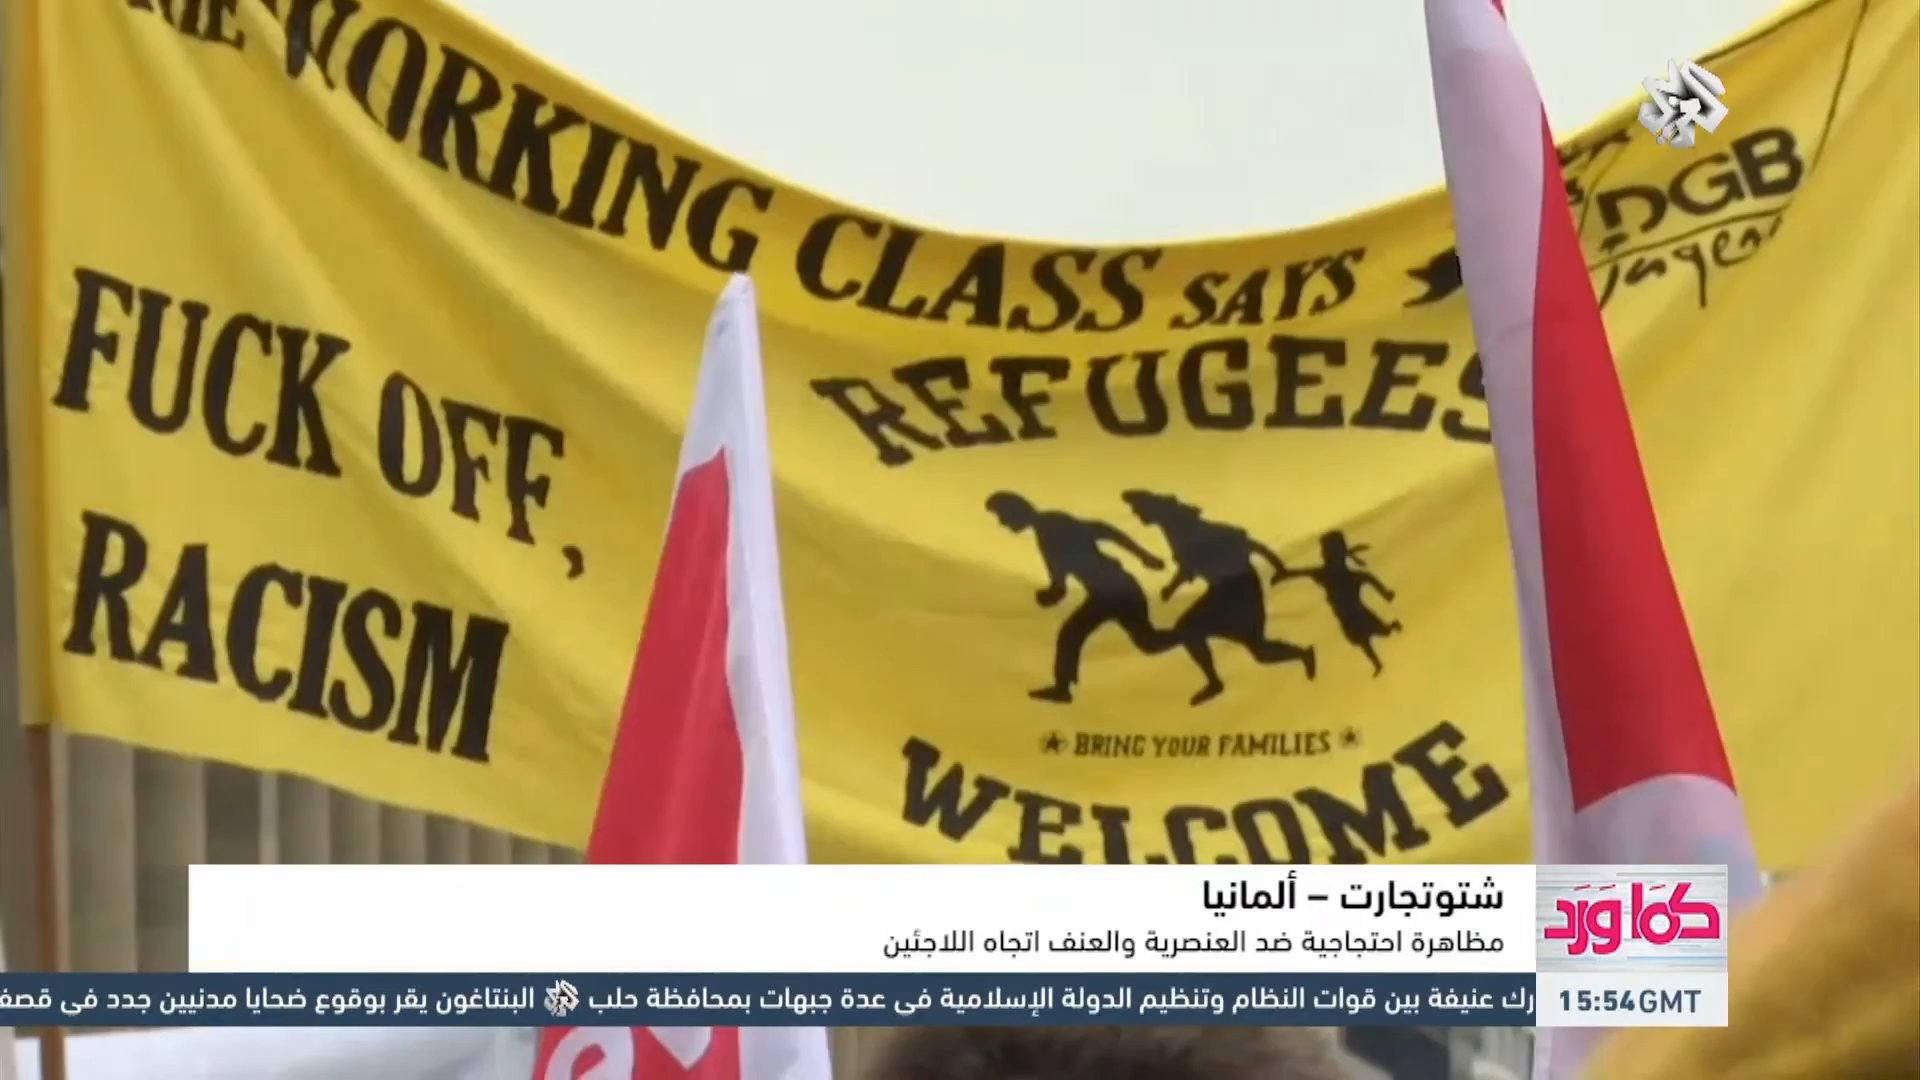 THE WORKING CLASS SAYS
FUCK OFF,
RACISM
REFUGEES
BRING YOUR FAMILIES
WELCOME
DGB
Jugend
شتوتجارت – ألمانيا
مظاهرة احتجاجية ضد العنصرية والعنف اتجاه اللاجئين
كما ورد
رك عنيفة بين قوات النظام وتنظيم الدولة الإسلامية في عدة جبهات بمحافظة حلب البنتاغون يقر بوقوع ضحايا مدنيين جدد في قصف
15:54GMT